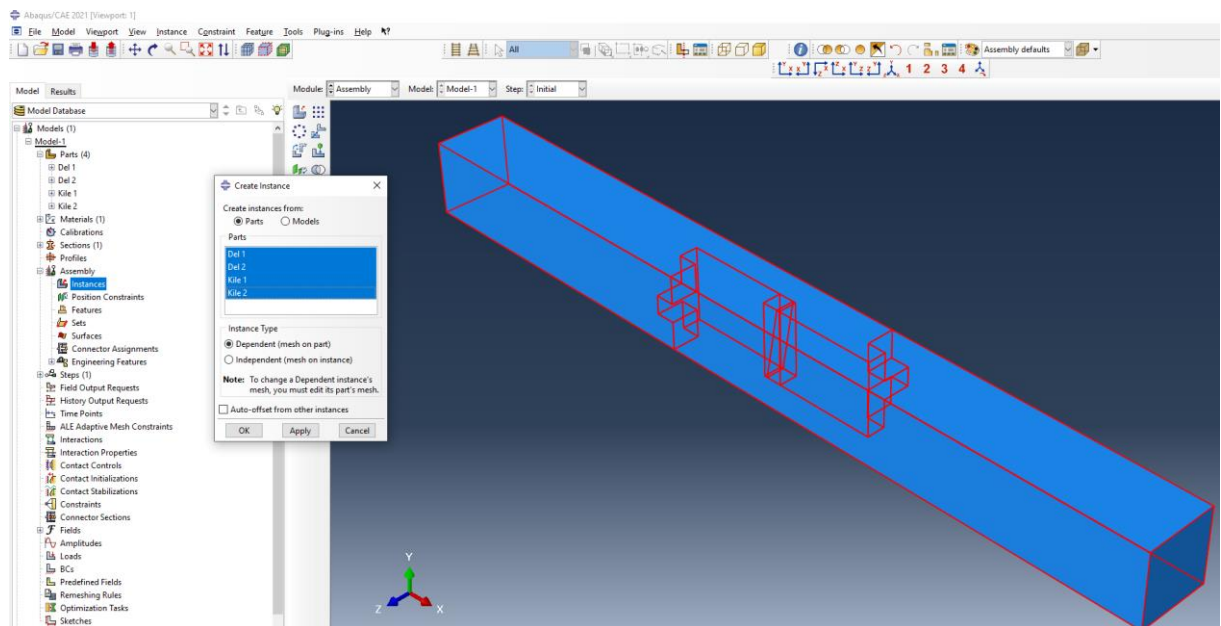 Abaqus/CAE 2021 [Viewport: 1]
File Model Viewport View Instance Constraint Feature Tools Plug-ins Help
All
Assembly defaults
1 2 3 4
Model Results
Module: Assembly Model: Model-1 Step: Initial
Model Database
Models (1)
Model-1
Parts (4)
Del 1
Del 2
Kile 1
Kile 2
Materials (1)
Calibrations
Sections (1)
Profiles
Assembly
Instances
Position Constraints
Features
Sets
Surfaces
Connector Assignments
Engineering Features
Steps (1)
Field Output Requests
History Output Requests
Time Points
ALE Adaptive Mesh Constraints
Interactions
Interaction Properties
Contact Controls
Contact Initializations
Contact Stabilizations
Constraints
Connector Sections
Fields
Amplitudes
Loads
BCs
Predefined Fields
Remeshing Rules
Optimization Tasks
Sketches
Create Instance
Create instances from:
Parts Models
Parts
Del 1
Del 2
Kile 1
Kile 2
Instance Type
Dependent (mesh on part)
Independent (mesh on instance)
Note: To change a Dependent instance's
mesh, you must edit its part's mesh.
Auto-offset from other instances
OK Apply Cancel
Y
Z X